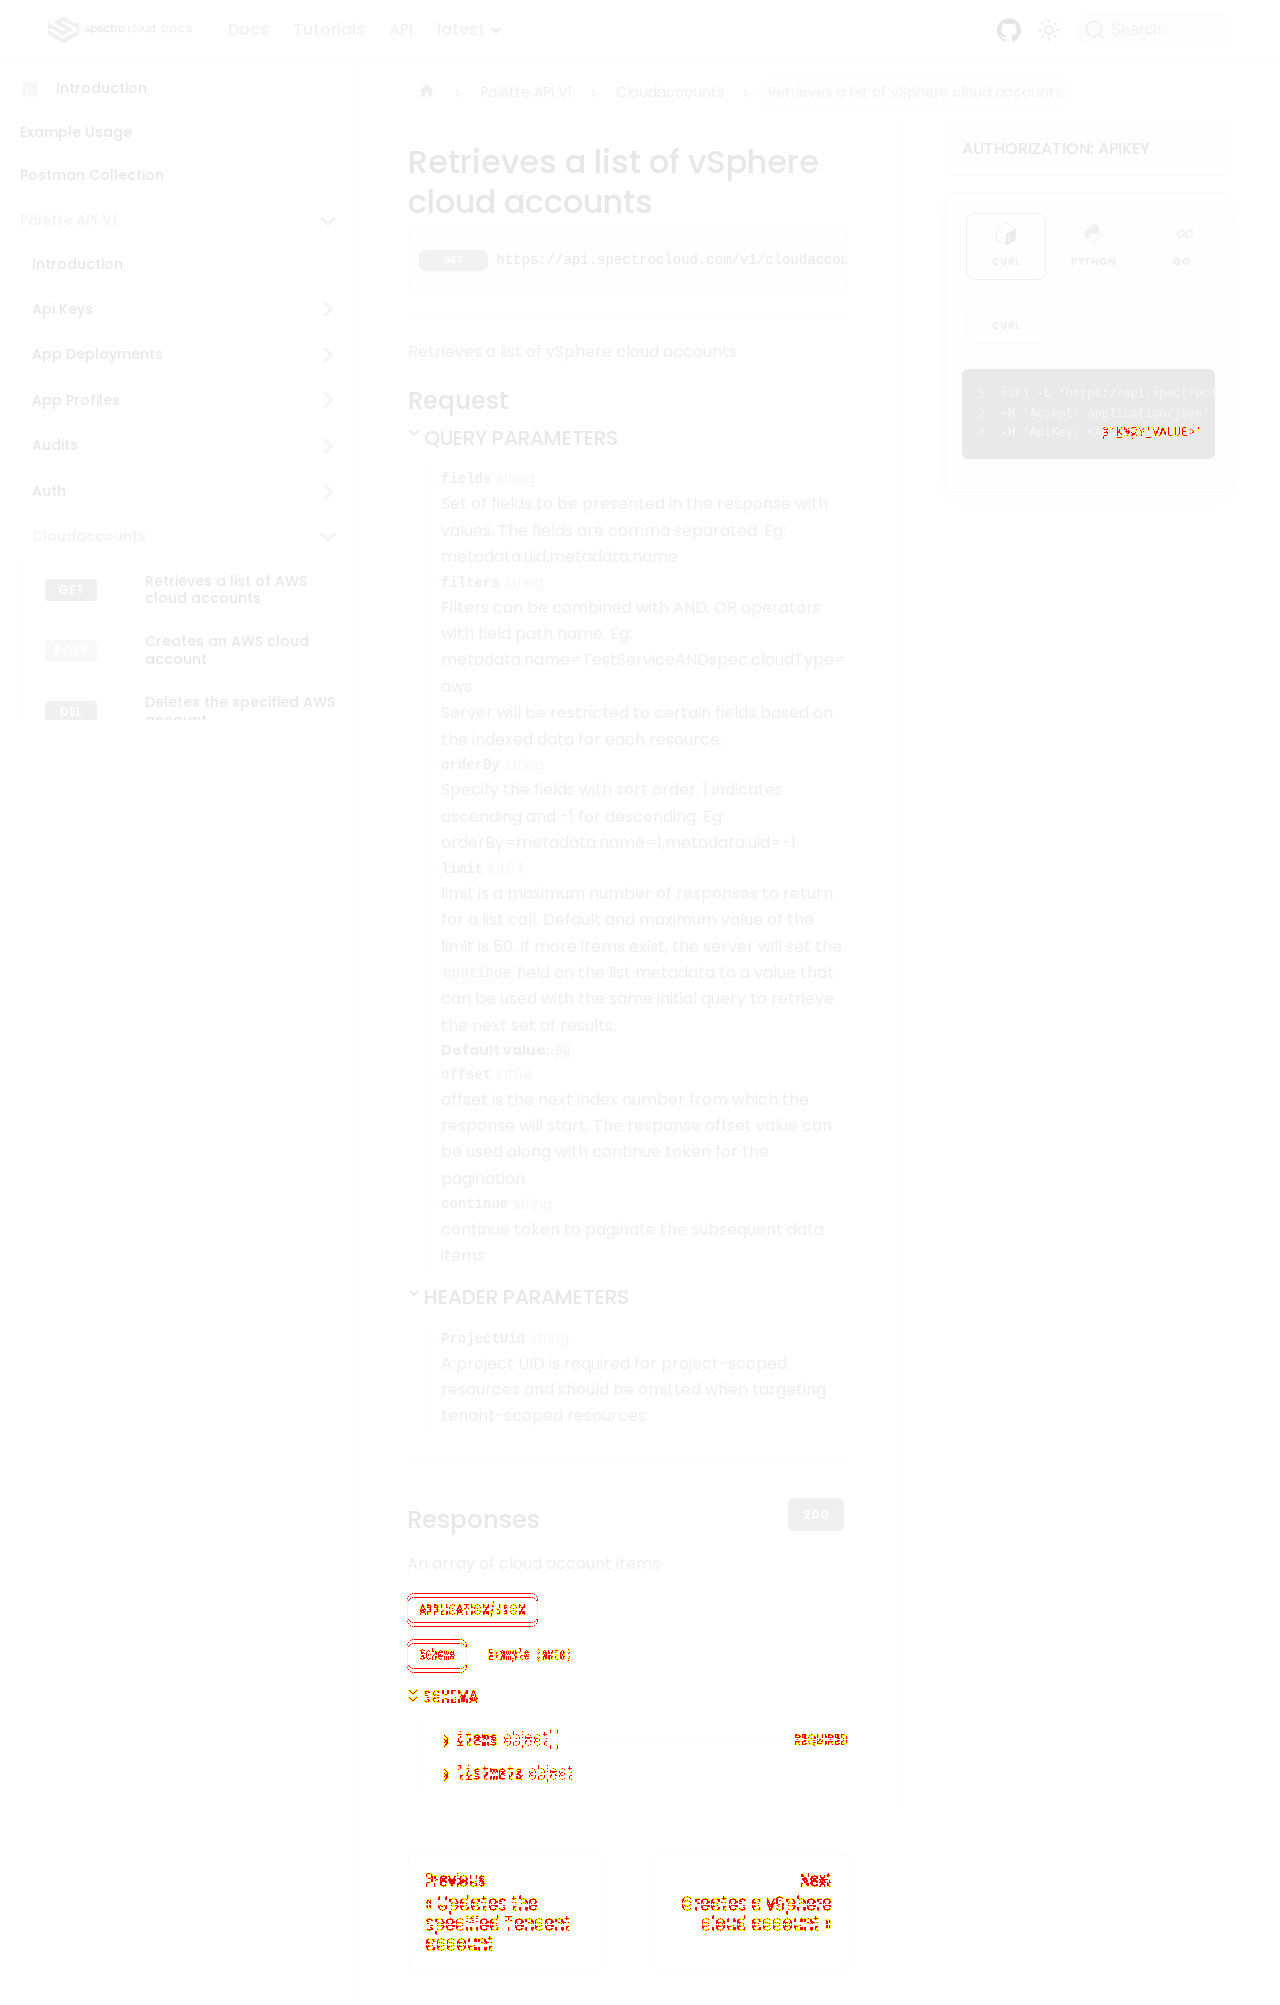 spectro cloud DOCS
Docs
Tutorials
API
latest
Search
Introduction
Example Usage
Postman Collection
Palette API V1
Introduction
Api Keys
App Deployments
App Profiles
Audits
Auth
Cloudaccounts
GET
Retrieves a list of AWS
cloud accounts
POST
Creates an AWS cloud
account
DEL
Deletes the specified AWS
account
Palette API V1
Cloudaccounts
Retrieves a list of vSphere cloud accounts
Retrieves a list of vSphere
cloud accounts
GET
https://api.spectrocloud.com/v1/cloudaccou
Retrieves a list of vSphere cloud accounts
Request
QUERY PARAMETERS
fields string
Set of fields to be presented in the response with
values. The fields are comma separated. Eg:
metadata.uid,metadata.name
filters string
Filters can be combined with AND, OR operators
with field path name. Eg:
metadata.name=TestServiceANDspec.cloudType=
aws
Server will be restricted to certain fields based on
the indexed data for each resource.
orderBy string
Specify the fields with sort order. 1 indicates
ascending and -1 for descending. Eg:
orderBy=metadata.name=1,metadata.uid=-1
limit int64
limit is a maximum number of responses to return
for a list call. Default and maximum value of the
limit is 50. If more items exist, the server will set the
continue field on the list metadata to a value that
can be used with the same initial query to retrieve
the next set of results.
Default value: 50
offset int64
offset is the next index number from which the
response will start. The response offset value can
be used along with continue token for the
pagination.
continue string
continue token to paginate the subsequent data
items
HEADER PARAMETERS
ProjectUid string
A project UID is required for project-scoped
resources and should be omitted when targeting
tenant-scoped resources
Responses
200
An array of cloud account items
APPLICATION/JSON
Schema
Example (auto)
SCHEMA
items object[]
REQUIRED
listmeta object
Previous
« Updates the
specified Tencent
account
Next
Creates a vSphere
cloud account »
AUTHORIZATION: APIKEY
CURL
PYTHON
GO
GO
CURL
1 curl -L 'https://api.spectrocl
2 -H 'Accept: application/json'
3 -H 'ApiKey: VALUE>'